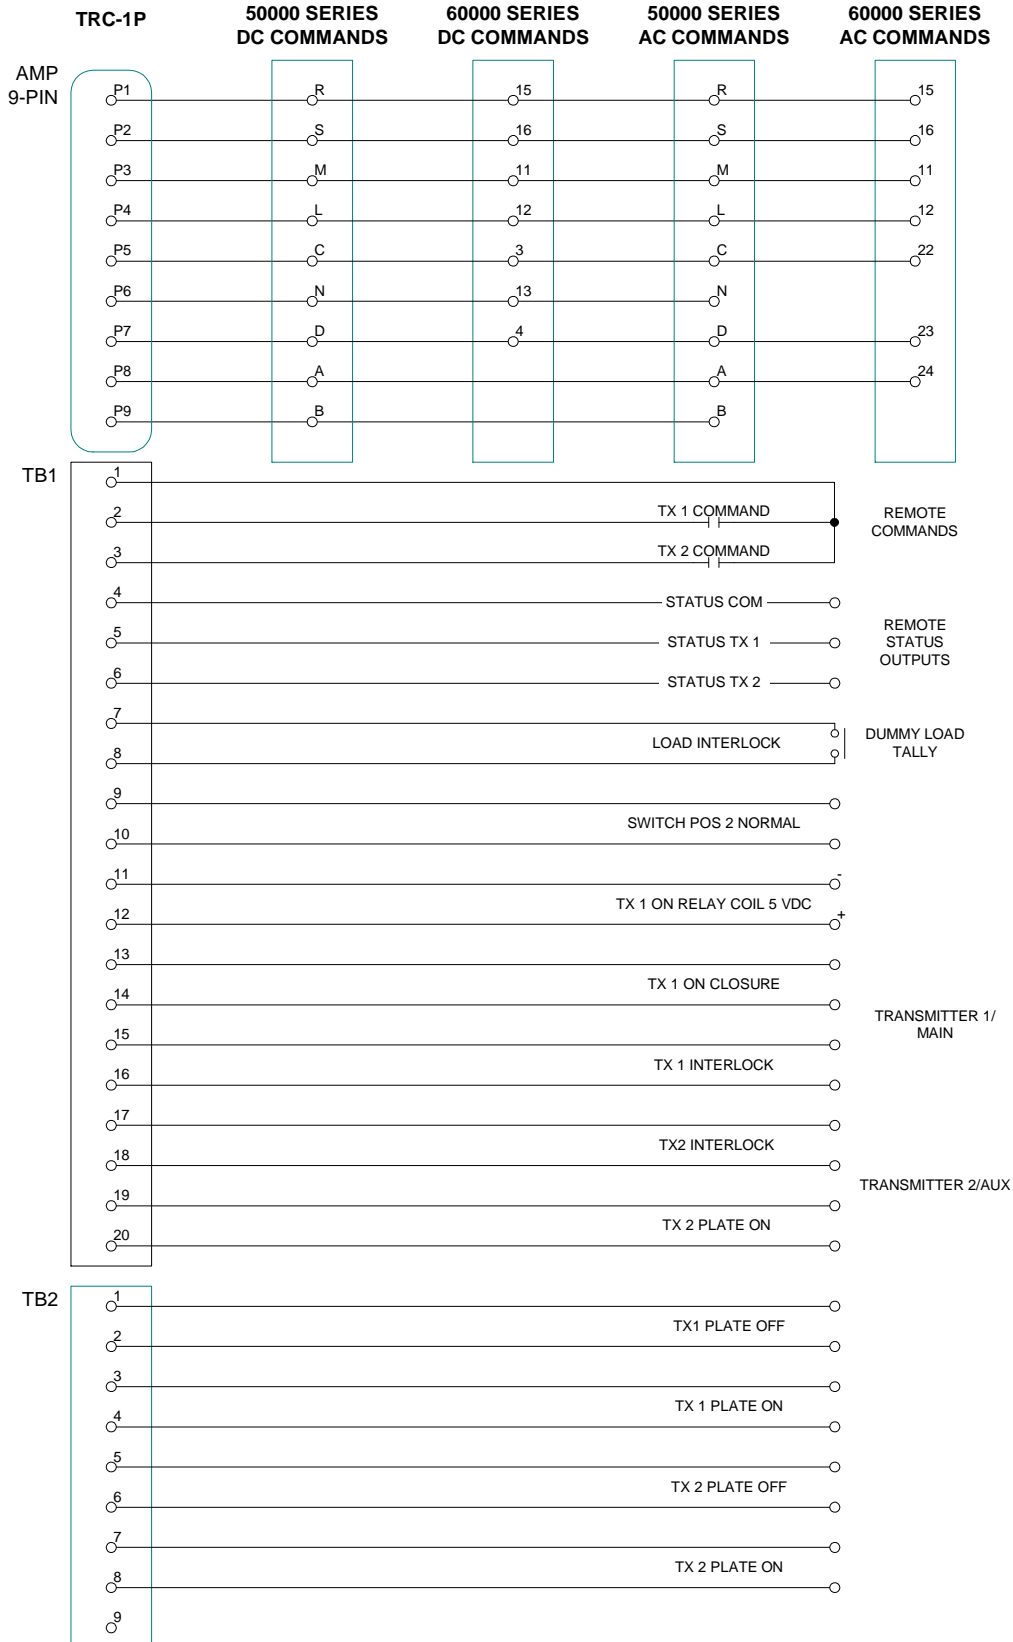 TRC-1P
50000 SERIES
DC COMMANDS
60000 SERIES
DC COMMANDS
50000 SERIES
AC COMMANDS
60000 SERIES
AC COMMANDS
AMP
9-PIN
P1 R 15 R 15
P2 S 16 S 16
P3 M 11 M 11
P4 L 12 L 12
P5 C 3 C 22
P6 N 13 N
P7 D 4 D 23
P8 A A 24
P9 B B
TB1
1
2 TX 1 COMMAND
REMOTE
COMMANDS
3 TX 2 COMMAND
4 STATUS COM
5 STATUS TX 1
REMOTE
STATUS
OUTPUTS
6 STATUS TX 2
7
LOAD INTERLOCK
DUMMY LOAD
TALLY
8
9
SWITCH POS 2 NORMAL
10
11 -
TX 1 ON RELAY COIL 5 VDC
12 +
13
TX 1 ON CLOSURE
14
TRANSMITTER 1/
MAIN
15
TX 1 INTERLOCK
16
17
TX2 INTERLOCK
18
TRANSMITTER 2/AUX
19
TX 2 PLATE ON
20
TB2
1
TX1 PLATE OFF
2
3
TX 1 PLATE ON
4
5
TX 2 PLATE OFF
6
7
TX 2 PLATE ON
8
9